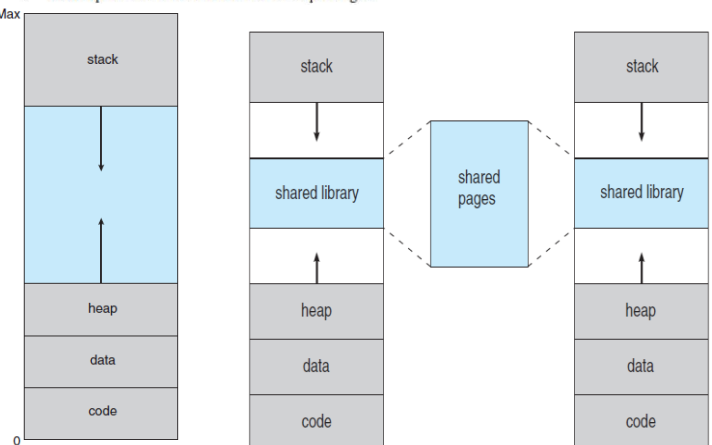 Max
stack
heap
data
code
0
stack
shared library
heap
data
code
shared
pages
stack
shared library
heap
data
code